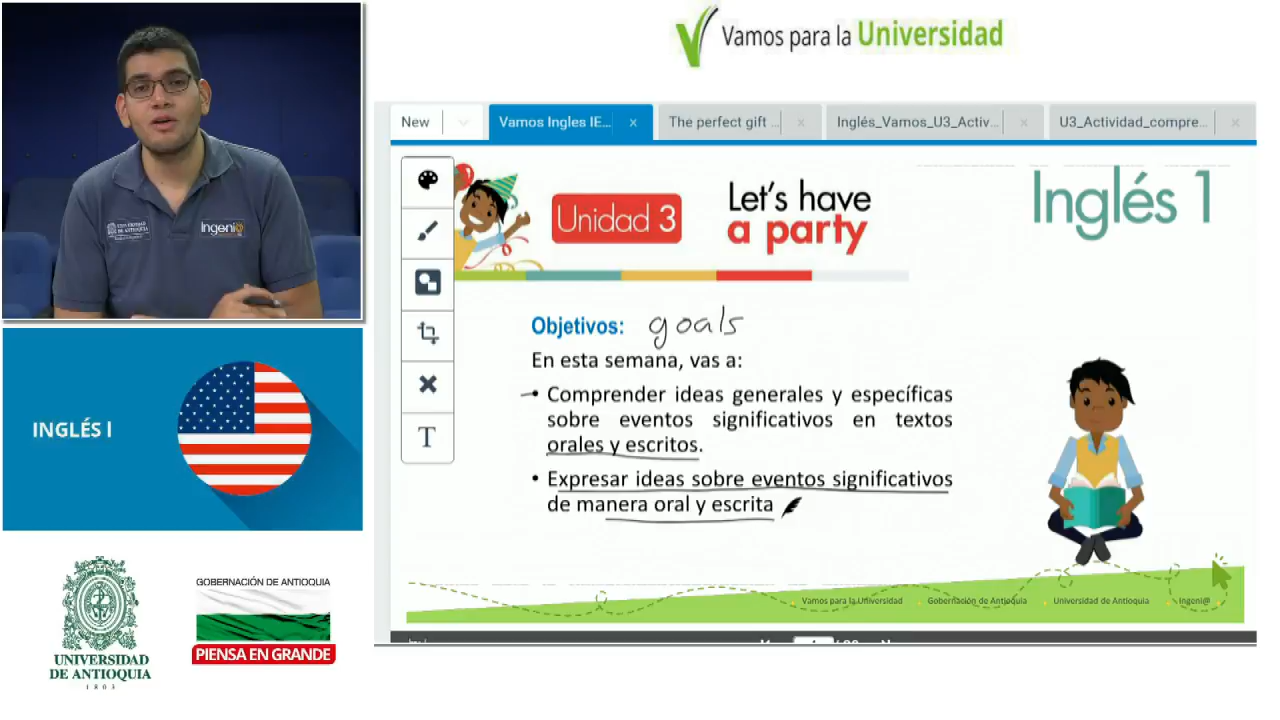 Vamos para la Universidad
New
Vamos Ingles IE...
The perfect gift ...
Inglés_Vamos_U3_Activ...
U3_Actividad_compre...
Unidad 3
Let's have
a party
Inglés 1
Objetivos: goals
En esta semana, vas a:
• Comprender ideas generales y específicas
sobre eventos significativos en textos
orales y escritos.
• Expresar ideas sobre eventos significativos
de manera oral y escrita
T
Vamos para la Universidad
Gobernación de Antioquia
Universidad de Antioquia
Ingeni@
Ingeni@
INGLÉS I
UNIVERSIDAD
DE ANTIOQUIA
1803
GOBERNACIÓN DE ANTIOQUIA
PIENSA EN GRANDE